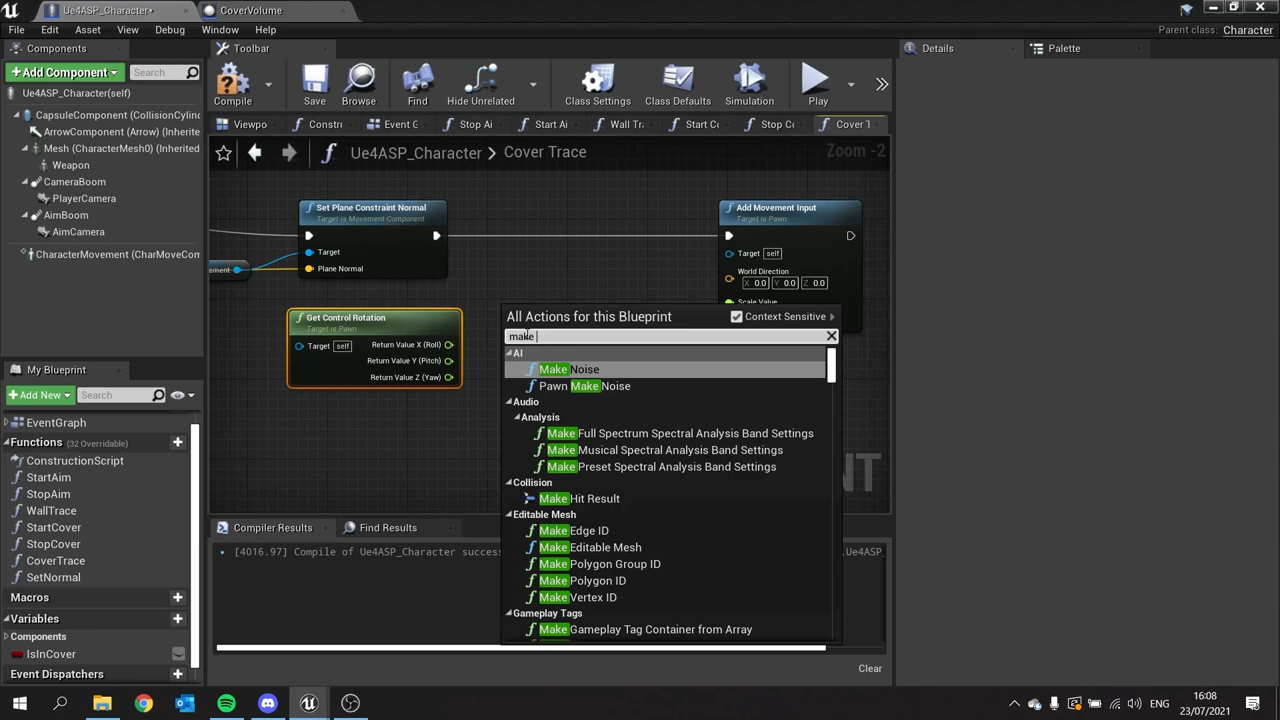 Ue4ASP_Character•
CoverVolume
File Edit Asset View Debug Window Help
Parent class: Character
Components
Toolbar
Details
Palette
Add Component
Search
Compile
Save
Browse
Find
Hide Unrelated
Class Settings
Class Defaults
Simulation
Play
Ue4ASP_Character(self)
CapsuleComponent (CollisionCylin
ArrowComponent (Arrow) (Inherite
Mesh (CharacterMesh0) (Inherited
Weapon
CameraBoom
PlayerCamera
AimBoom
AimCamera
CharacterMovement (CharMoveCom
Viewpo
Constru
Event G
Stop Ai
Start Ai
Wall Tra
Start Co
Stop Co
Cover T
Ue4ASP_Character > Cover Trace
Zoom -2
Set Plane Constraint Normal
Target is Movement Component
Target
Plane Normal
ement
Add Movement Input
Target is Pawn
Target self
World Direction
X 0.0 Y 0.0 Z 0.0
Scale Value
Get Control Rotation
Target is Pawn
Target self
Return Value X (Roll)
Return Value Y (Pitch)
Return Value Z (Yaw)
All Actions for this Blueprint
Context Sensitive
make
AI
Make Noise
Pawn Make Noise
Audio
Analysis
Make Full Spectrum Spectral Analysis Band Settings
Make Musical Spectral Analysis Band Settings
Make Preset Spectral Analysis Band Settings
Collision
Make Hit Result
Editable Mesh
Make Edge ID
Make Editable Mesh
Make Polygon Group ID
Make Polygon ID
Make Vertex ID
Gameplay Tags
Make Gameplay Tag Container from Array
My Blueprint
Add New
Search
EventGraph
Functions (32 Overridable)
ConstructionScript
StartAim
StopAim
WallTrace
StartCover
StopCover
CoverTrace
SetNormal
Macros
Variables
Components
IsInCover
Event Dispatchers
Compiler Results
Find Results
[4016.97] Compile of Ue4ASP_Character success
Ue4ASP_
Clear
ENG
16:08
23/07/2021